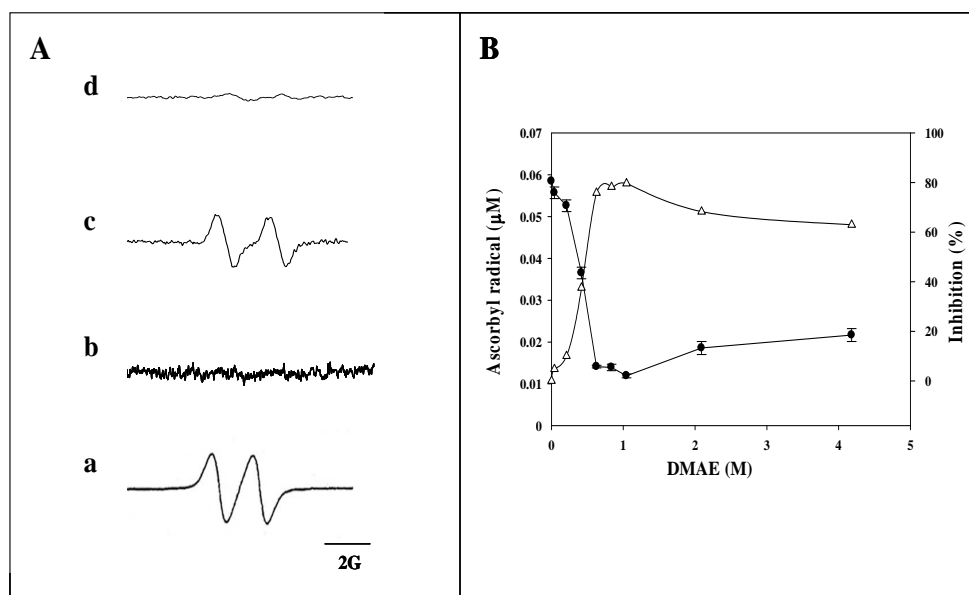 A
d
c
b
a
2G
B
0.07
0.06
0.05
0.04
0.03
0.02
0.01
0
Ascorbyl radical (μM)
100
80
60
40
20
0
Inhibition (%)
0 1 2 3 4 5
DMAE (M)